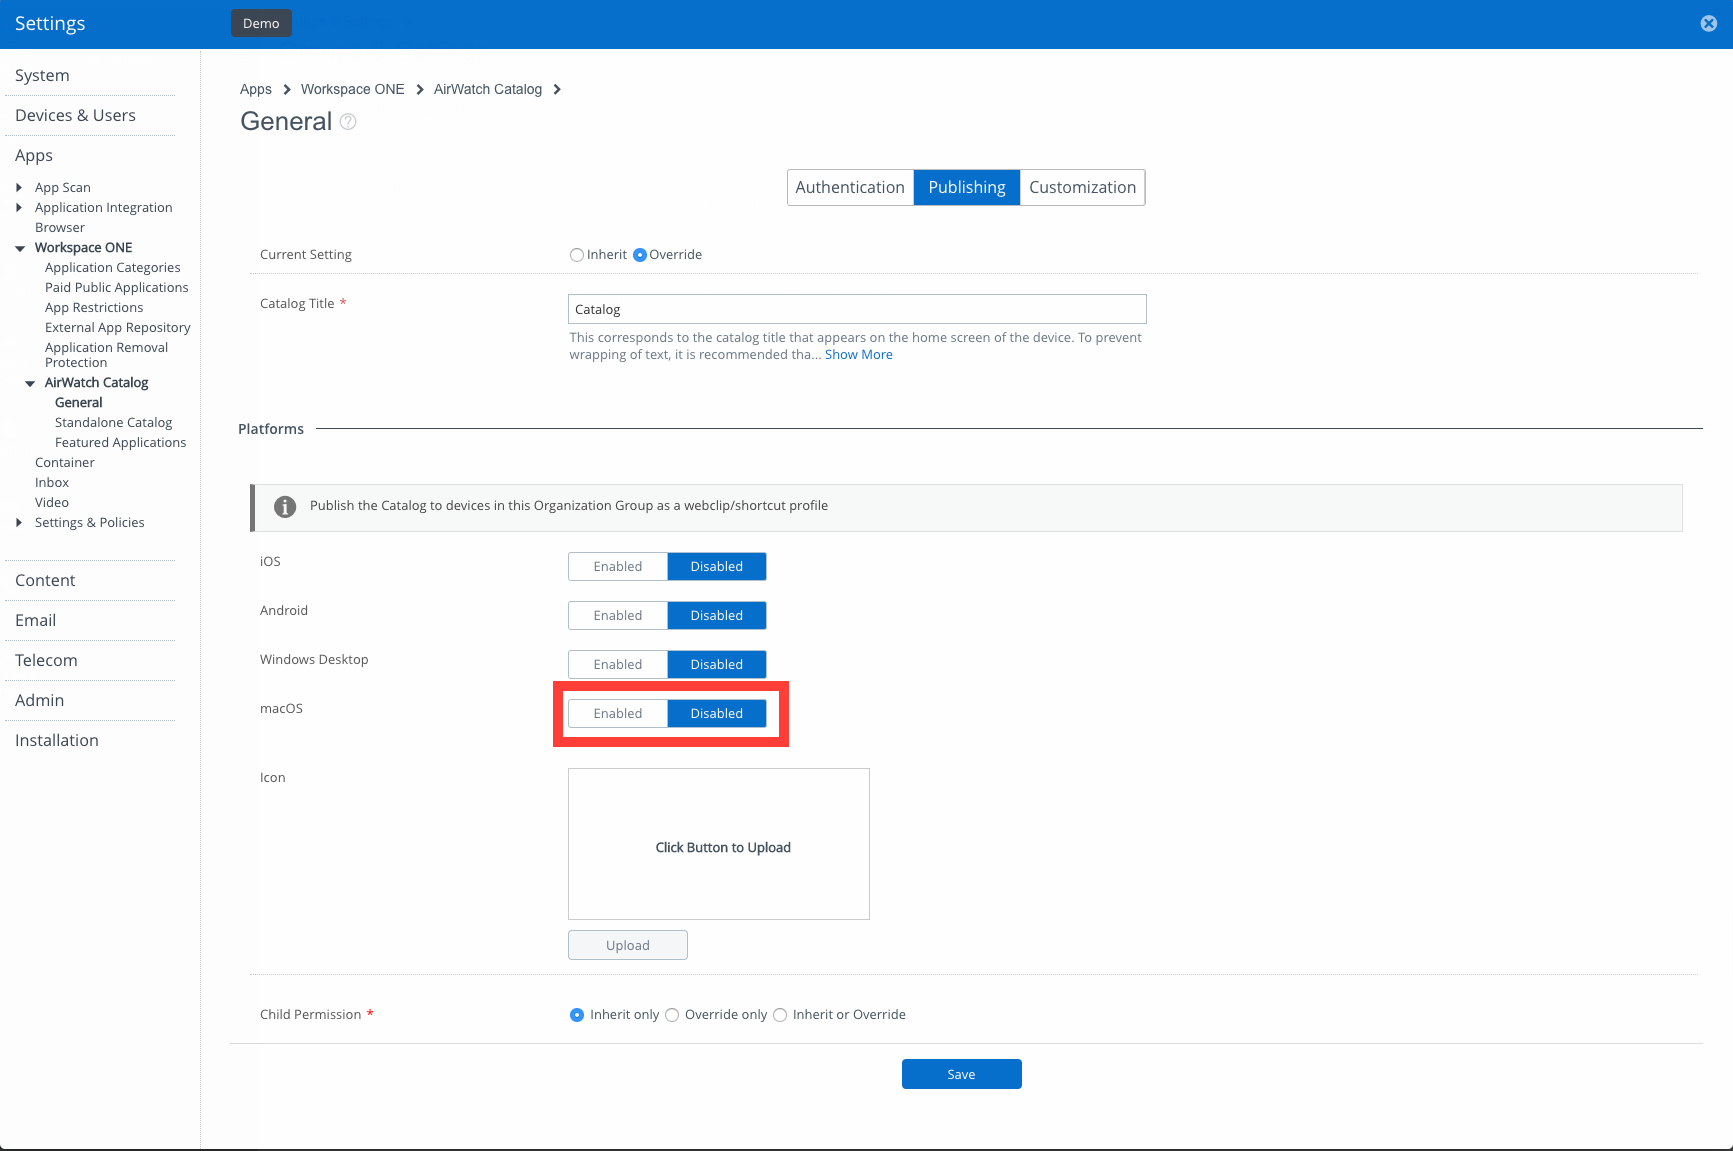 Settings
Demo
System
Devices & Users
Apps
App Scan
Application Integration
Browser
Workspace ONE
Application Categories
Paid Public Applications
App Restrictions
External App Repository
Application Removal
Protection
AirWatch Catalog
General
Standalone Catalog
Featured Applications
Container
Inbox
Video
Settings & Policies
Content
Email
Telecom
Admin
Installation
Apps > Workspace ONE > AirWatch Catalog >
General ?
Authentication Publishing Customization
Current Setting Inherit Override
Catalog Title * Catalog
This corresponds to the catalog title that appears on the home screen of the device. To prevent
wrapping of text, it is recommended tha... Show More
Platforms
Publish the Catalog to devices in this Organization Group as a webclip/shortcut profile
iOS Enabled Disabled
Android Enabled Disabled
Windows Desktop Enabled Disabled
macOS Enabled Disabled
Icon
Click Button to Upload
Upload
Child Permission * Inherit only Override only Inherit or Override
Save